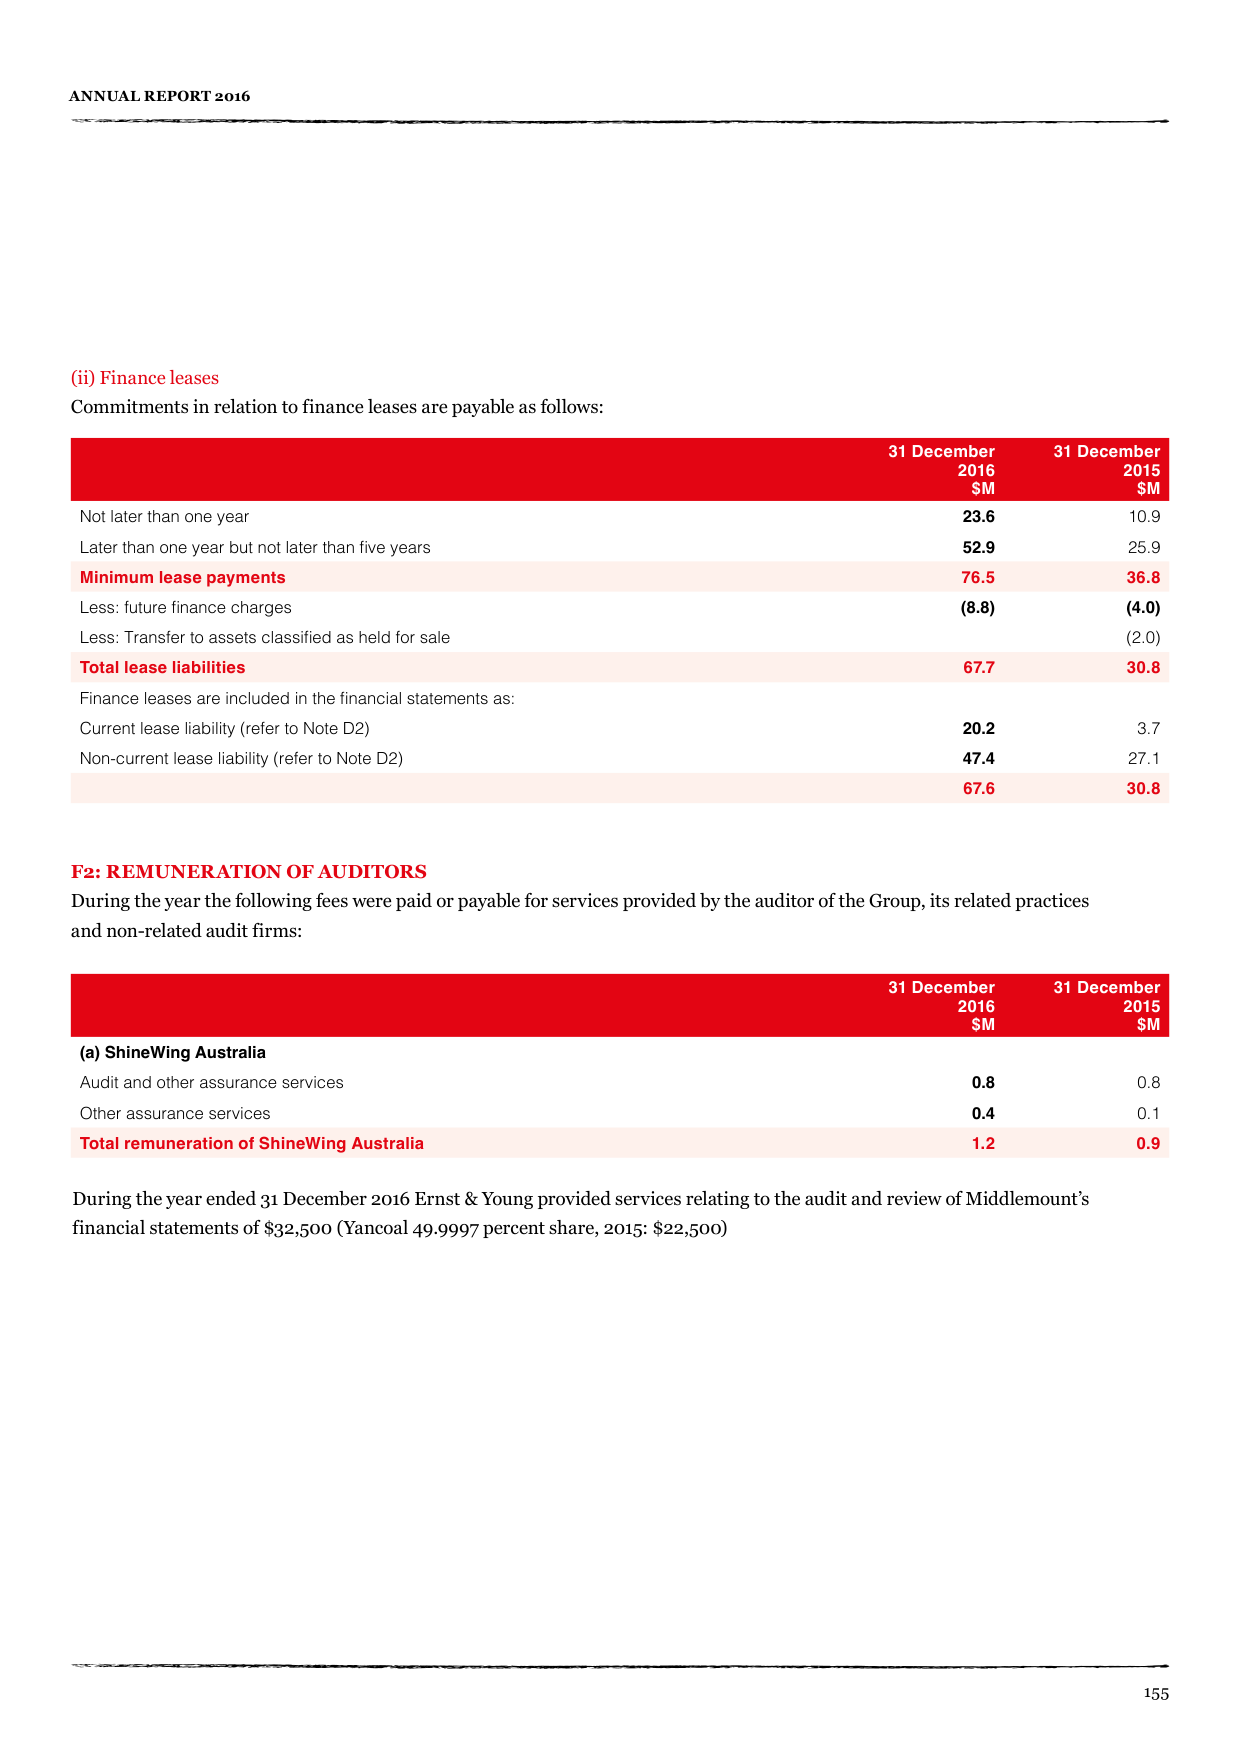 ANNUAL REPORT 2016
(ii) Finance leases
Commitments in relation to finance leases are payable as follows:
31 December 31 December
2016 2015
$M $M
Not later than one year 23.6 10.9
Later than one year but not later than five years 52.9 25.9
Minimum lease payments 76.5 36.8
Less: future finance charges (8.8) (4.0)
Less: Transfer to assets classified as held for sale (2.0)
Total lease liabilities 67.7 30.8
Finance leases are included in the financial statements as:
Current lease liability (refer to Note D2) 20.2 3.7
Non-current lease liability (refer to Note D2) 47.4 27.1
67.6 30.8
F2: REMUNERATION OF AUDITORS
During the year the following fees were paid or payable for services provided by the auditor of the Group, its related practices
and non-related audit firms:
31 December 31 December
2016 2015
$M $M
(a) ShineWing Australia
Audit and other assurance services 0.8 0.8
Other assurance services 0.4 0.1
Total remuneration of ShineWing Australia 1.2 0.9
During the year ended 31 December 2016 Ernst & Young provided services relating to the audit and review of Middlemount’s
financial statements of $32,500 (Yancoal 49.9997 percent share, 2015: $22,500)
155